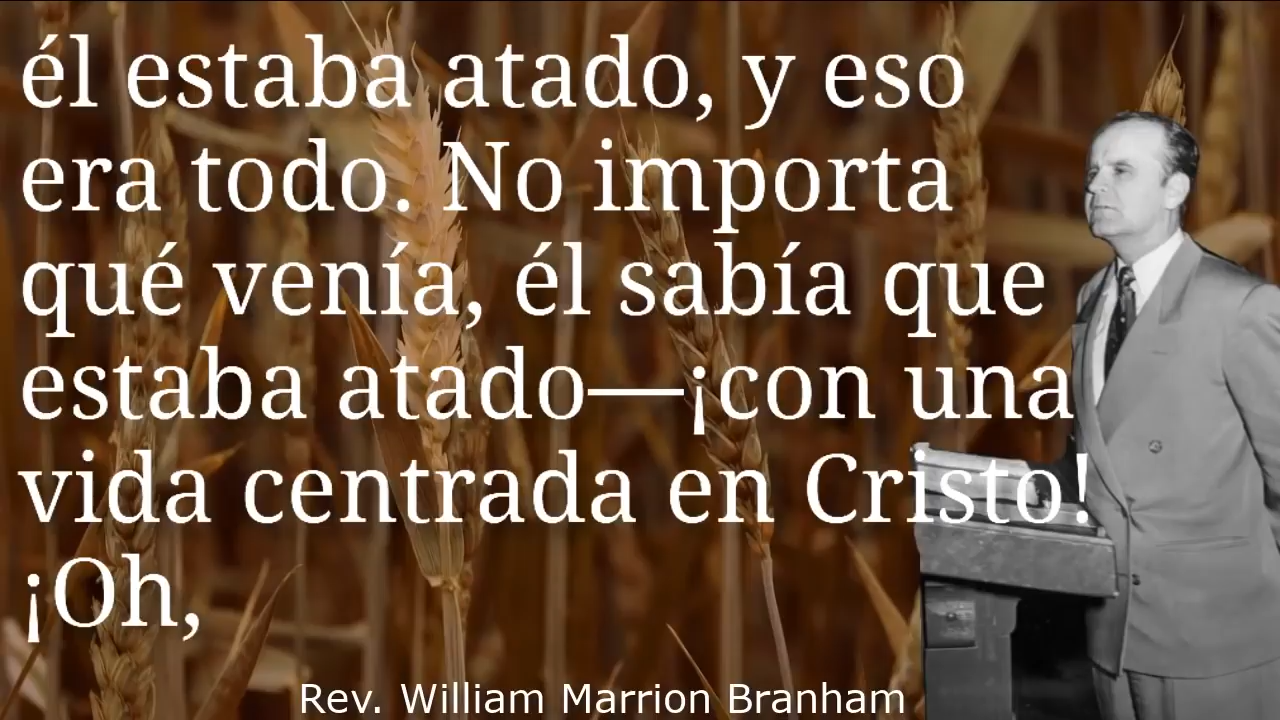 él estaba atado, y eso
era todo. No importa
qué venía, él sabía que
estaba atado—¡con una
vida centrada en Cristo!
¡Oh,
Rev. William Marrion Branham